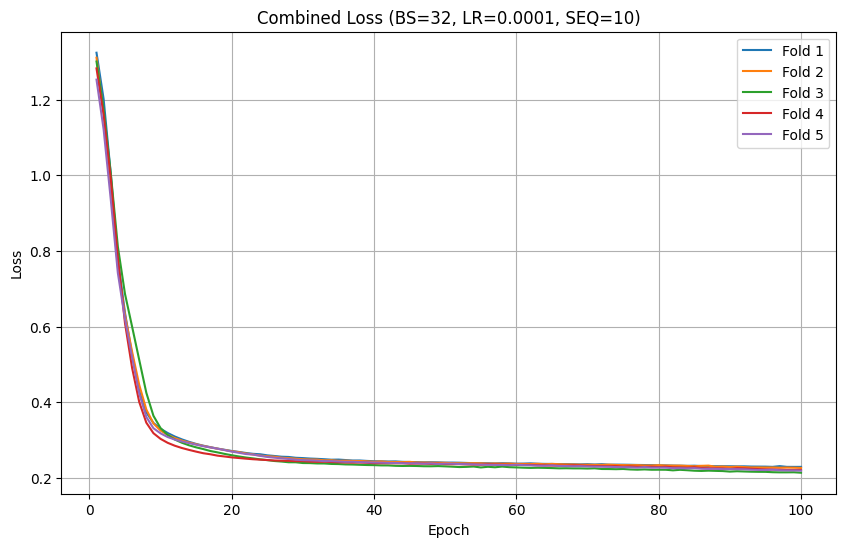 Combined Loss (BS=32, LR=0.0001, SEQ=10)
Fold 1
Fold 2
Fold 3
Fold 4
Fold 5
Loss
1.2
1.0
0.8
0.6
0.4
0.2
0 20 40 60 80 100
Epoch